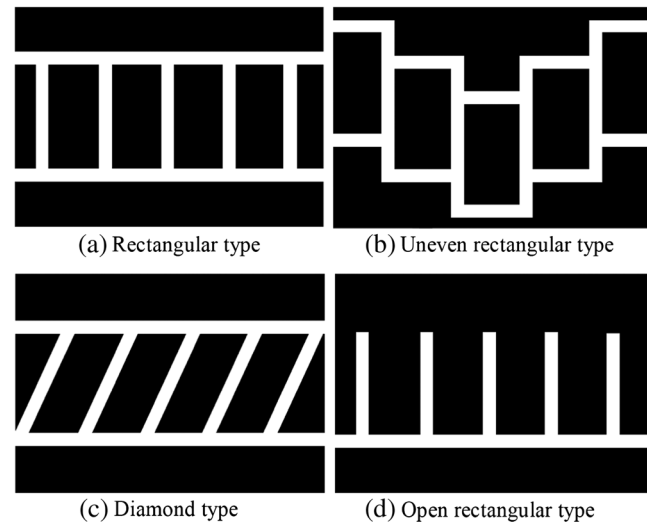 (a) Rectangular type
(b) Uneven rectangular type
(c) Diamond type
(d) Open rectangular type